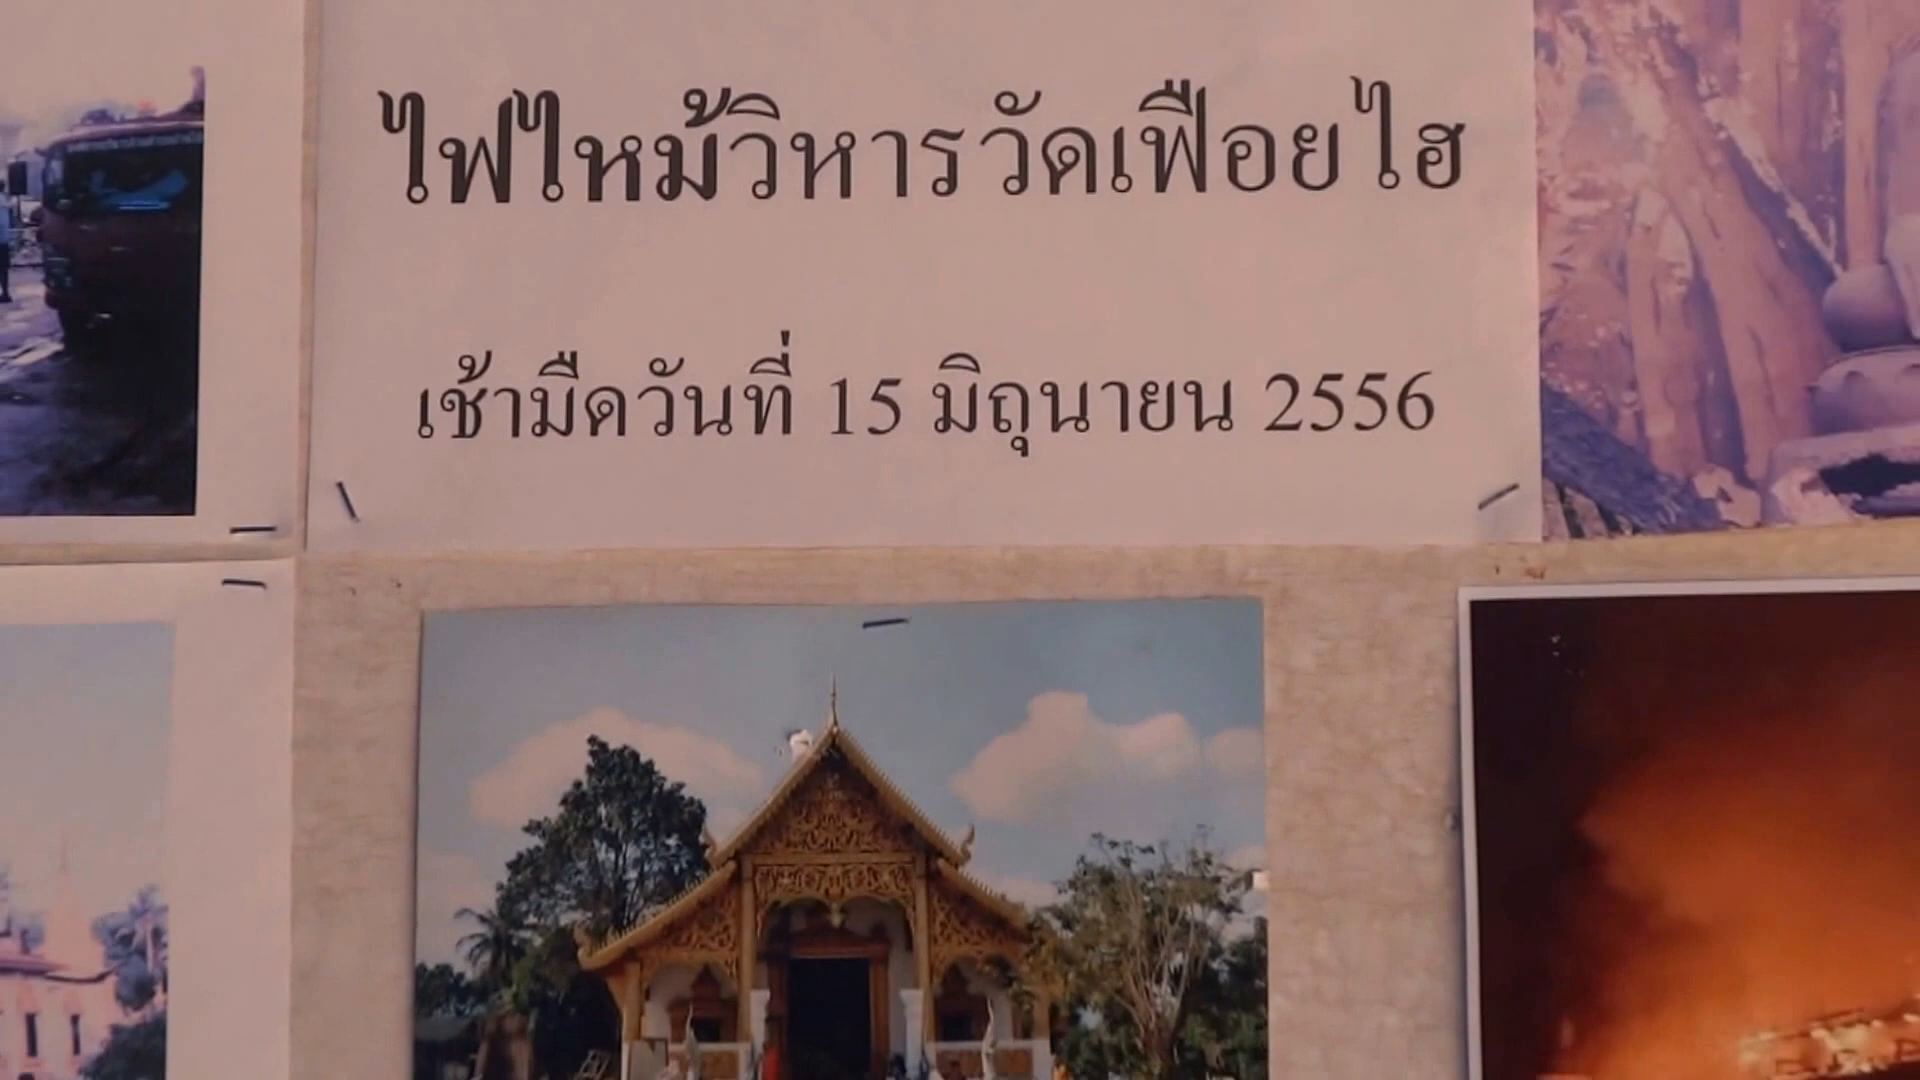 ไฟไหม้วิหารวัดเฟือยไฮ
เช้ามืดวันที่ 15 มิถุนายน 2556